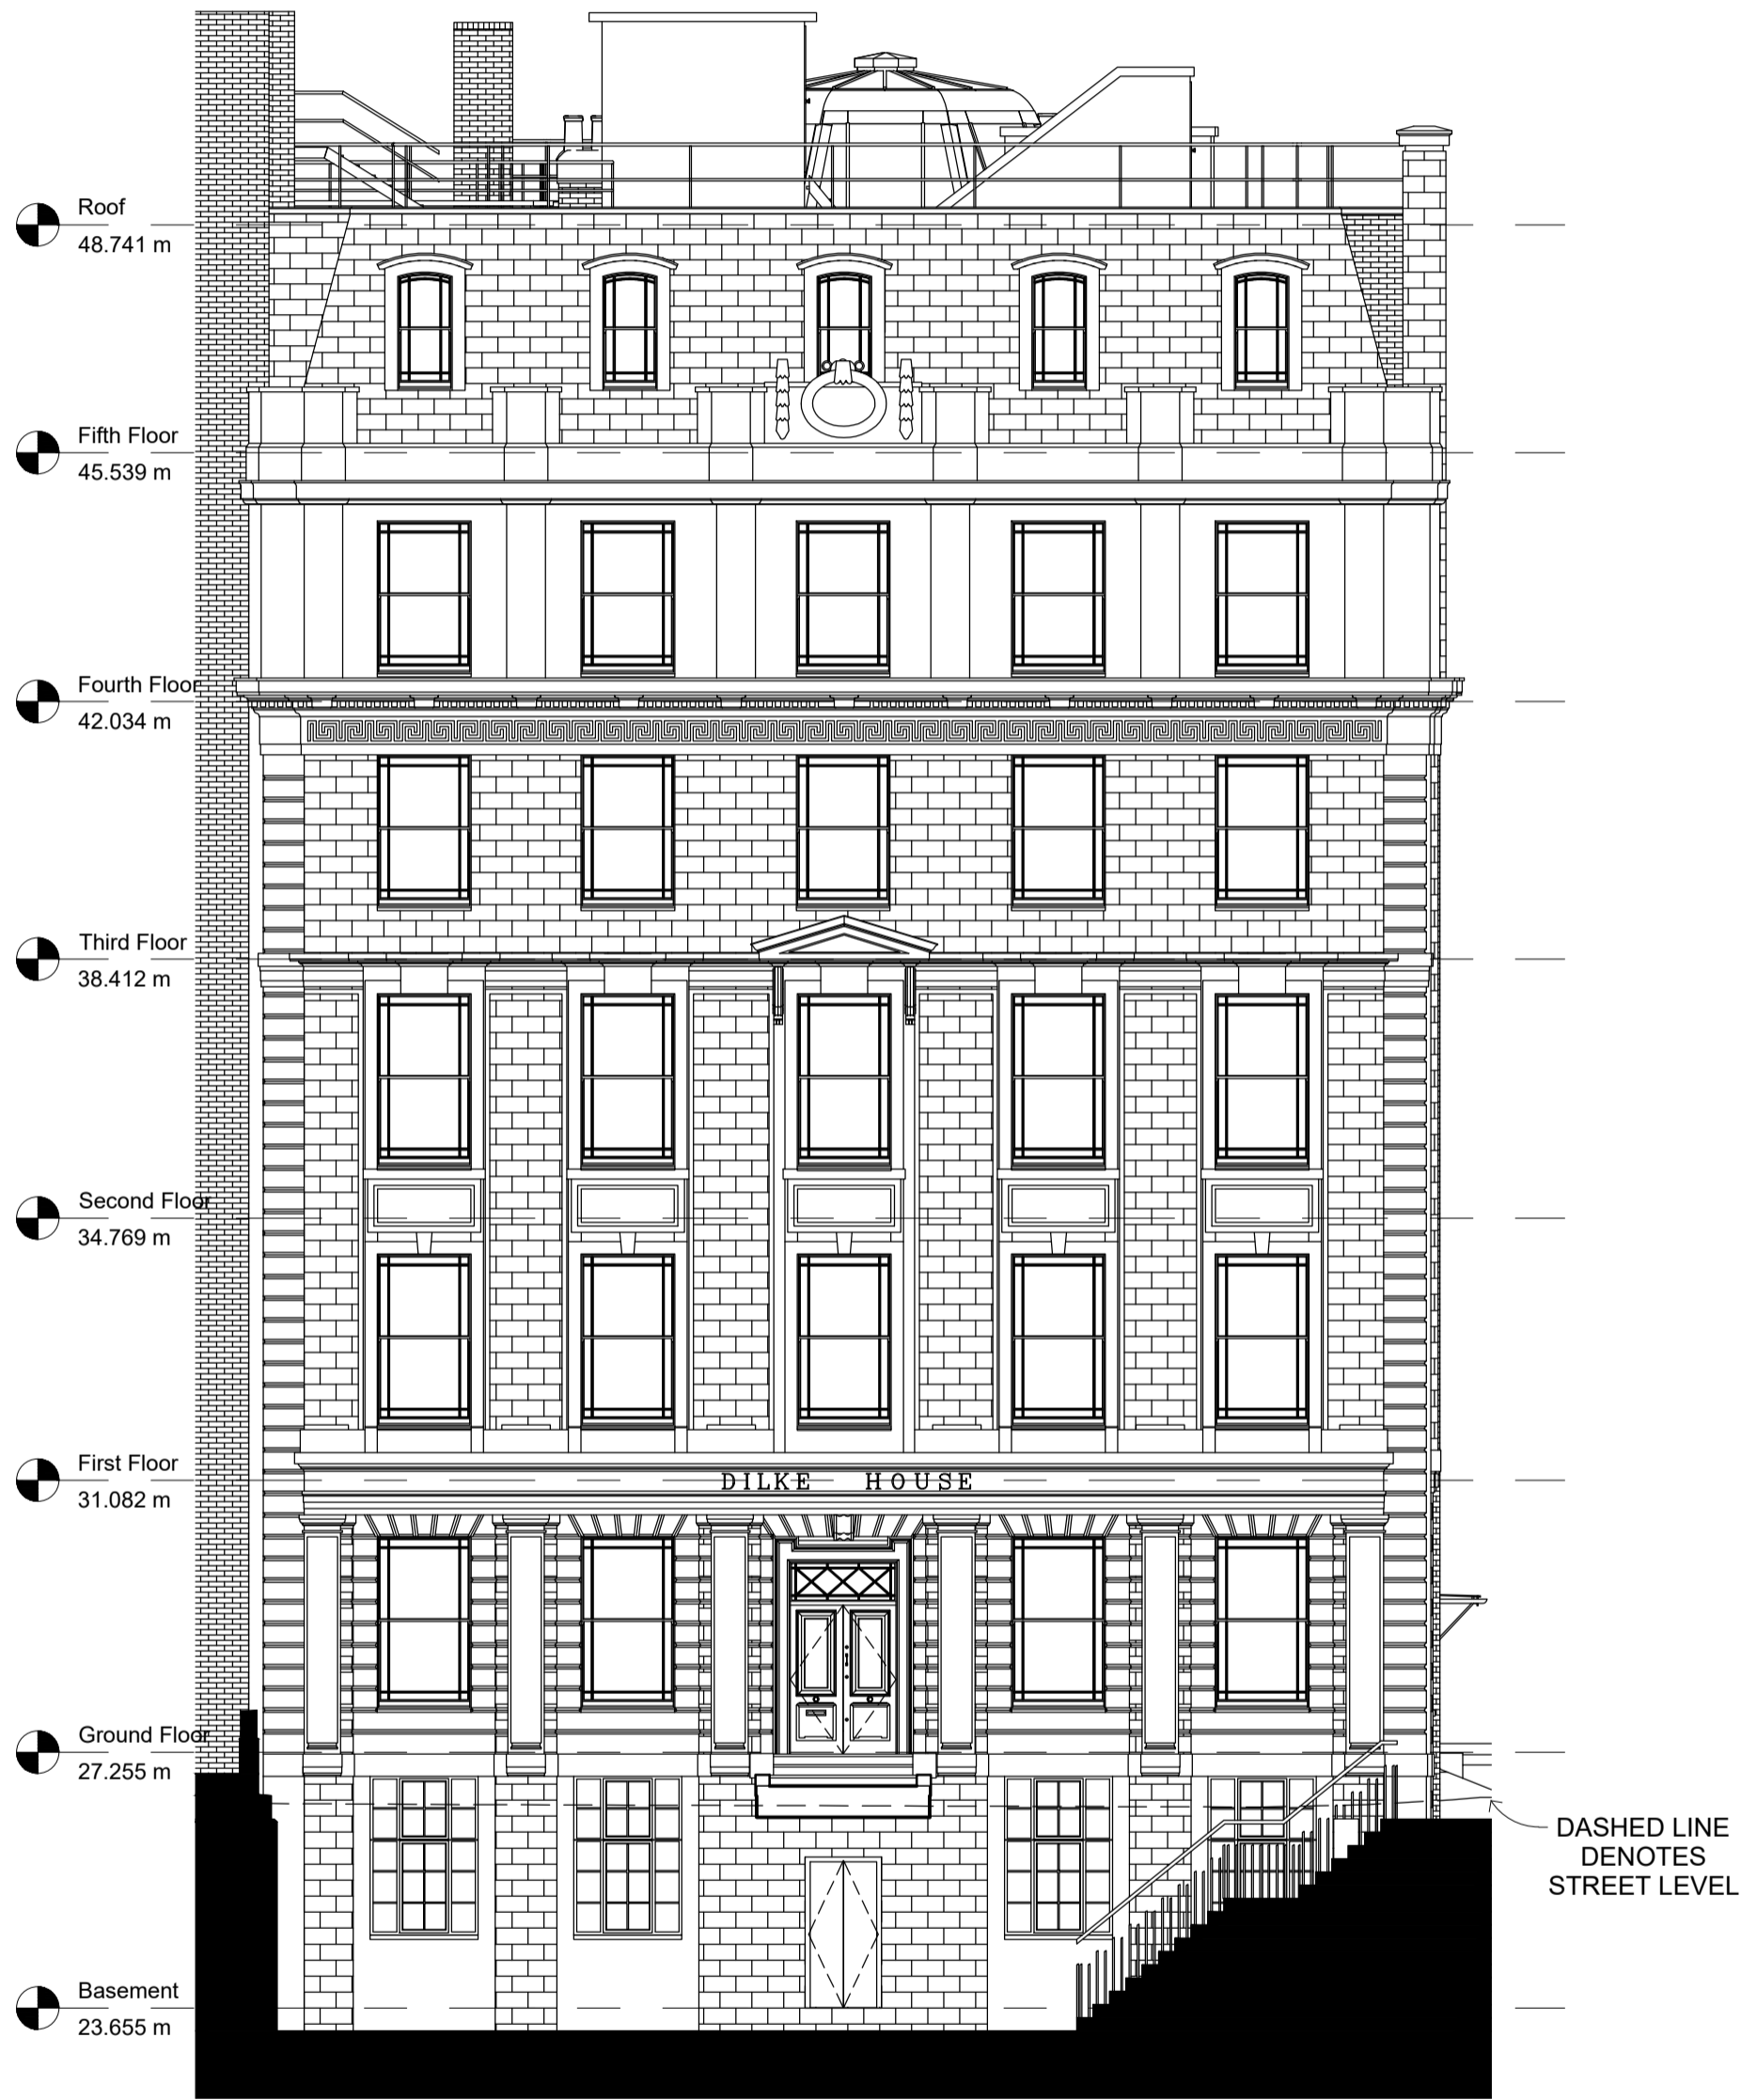 Roof
48.741 m
Fifth Floor
45.539 m
Fourth Floor
42.034 m
Third Floor
38.412 m
Second Floor
34.769 m
First Floor
31.082 m
DILKE HOUSE
Ground Floor
27.255 m
DASHED LINE
DENOTES
STREET LEVEL
Basement
23.655 m